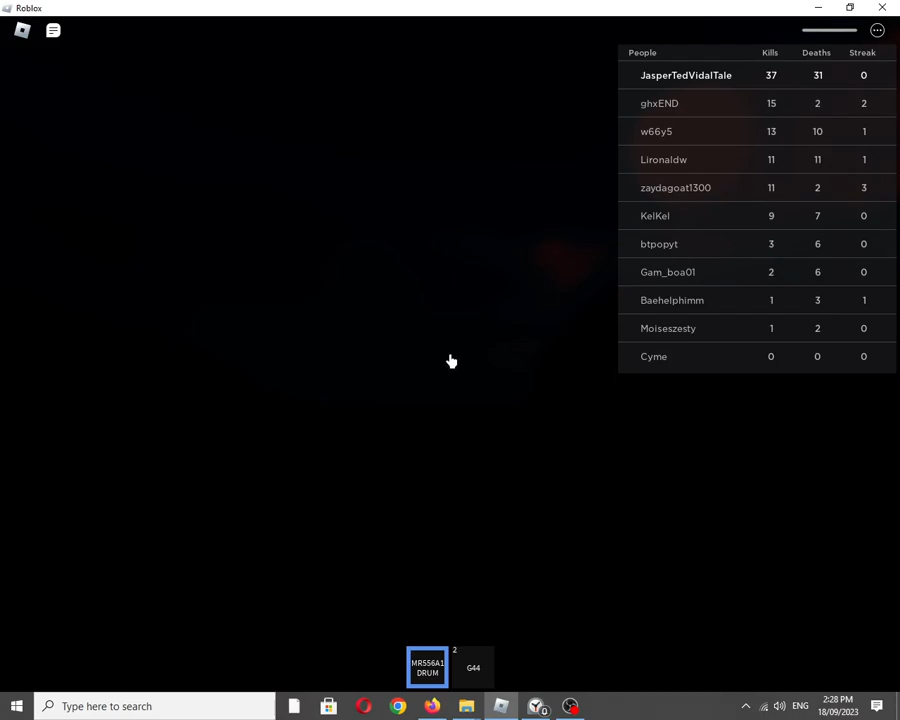 Roblox
People Kills Deaths Streak
JasperTedVidalTale 37 31 0
ghxEND 15 2 2
w66y5 13 10 1
Lironaldw 11 11 1
zaydagoat1300 11 2 3
KelKel 9 7 0
btpopyt 3 6 0
Gam_boa01 2 6 0
Baehelphimm 1 3 1
Moiseszesty 1 2 0
Cyme 0 0 0
MR556A1
DRUM
2
G44
Type here to search
ENG
2:28 PM
18/09/2023